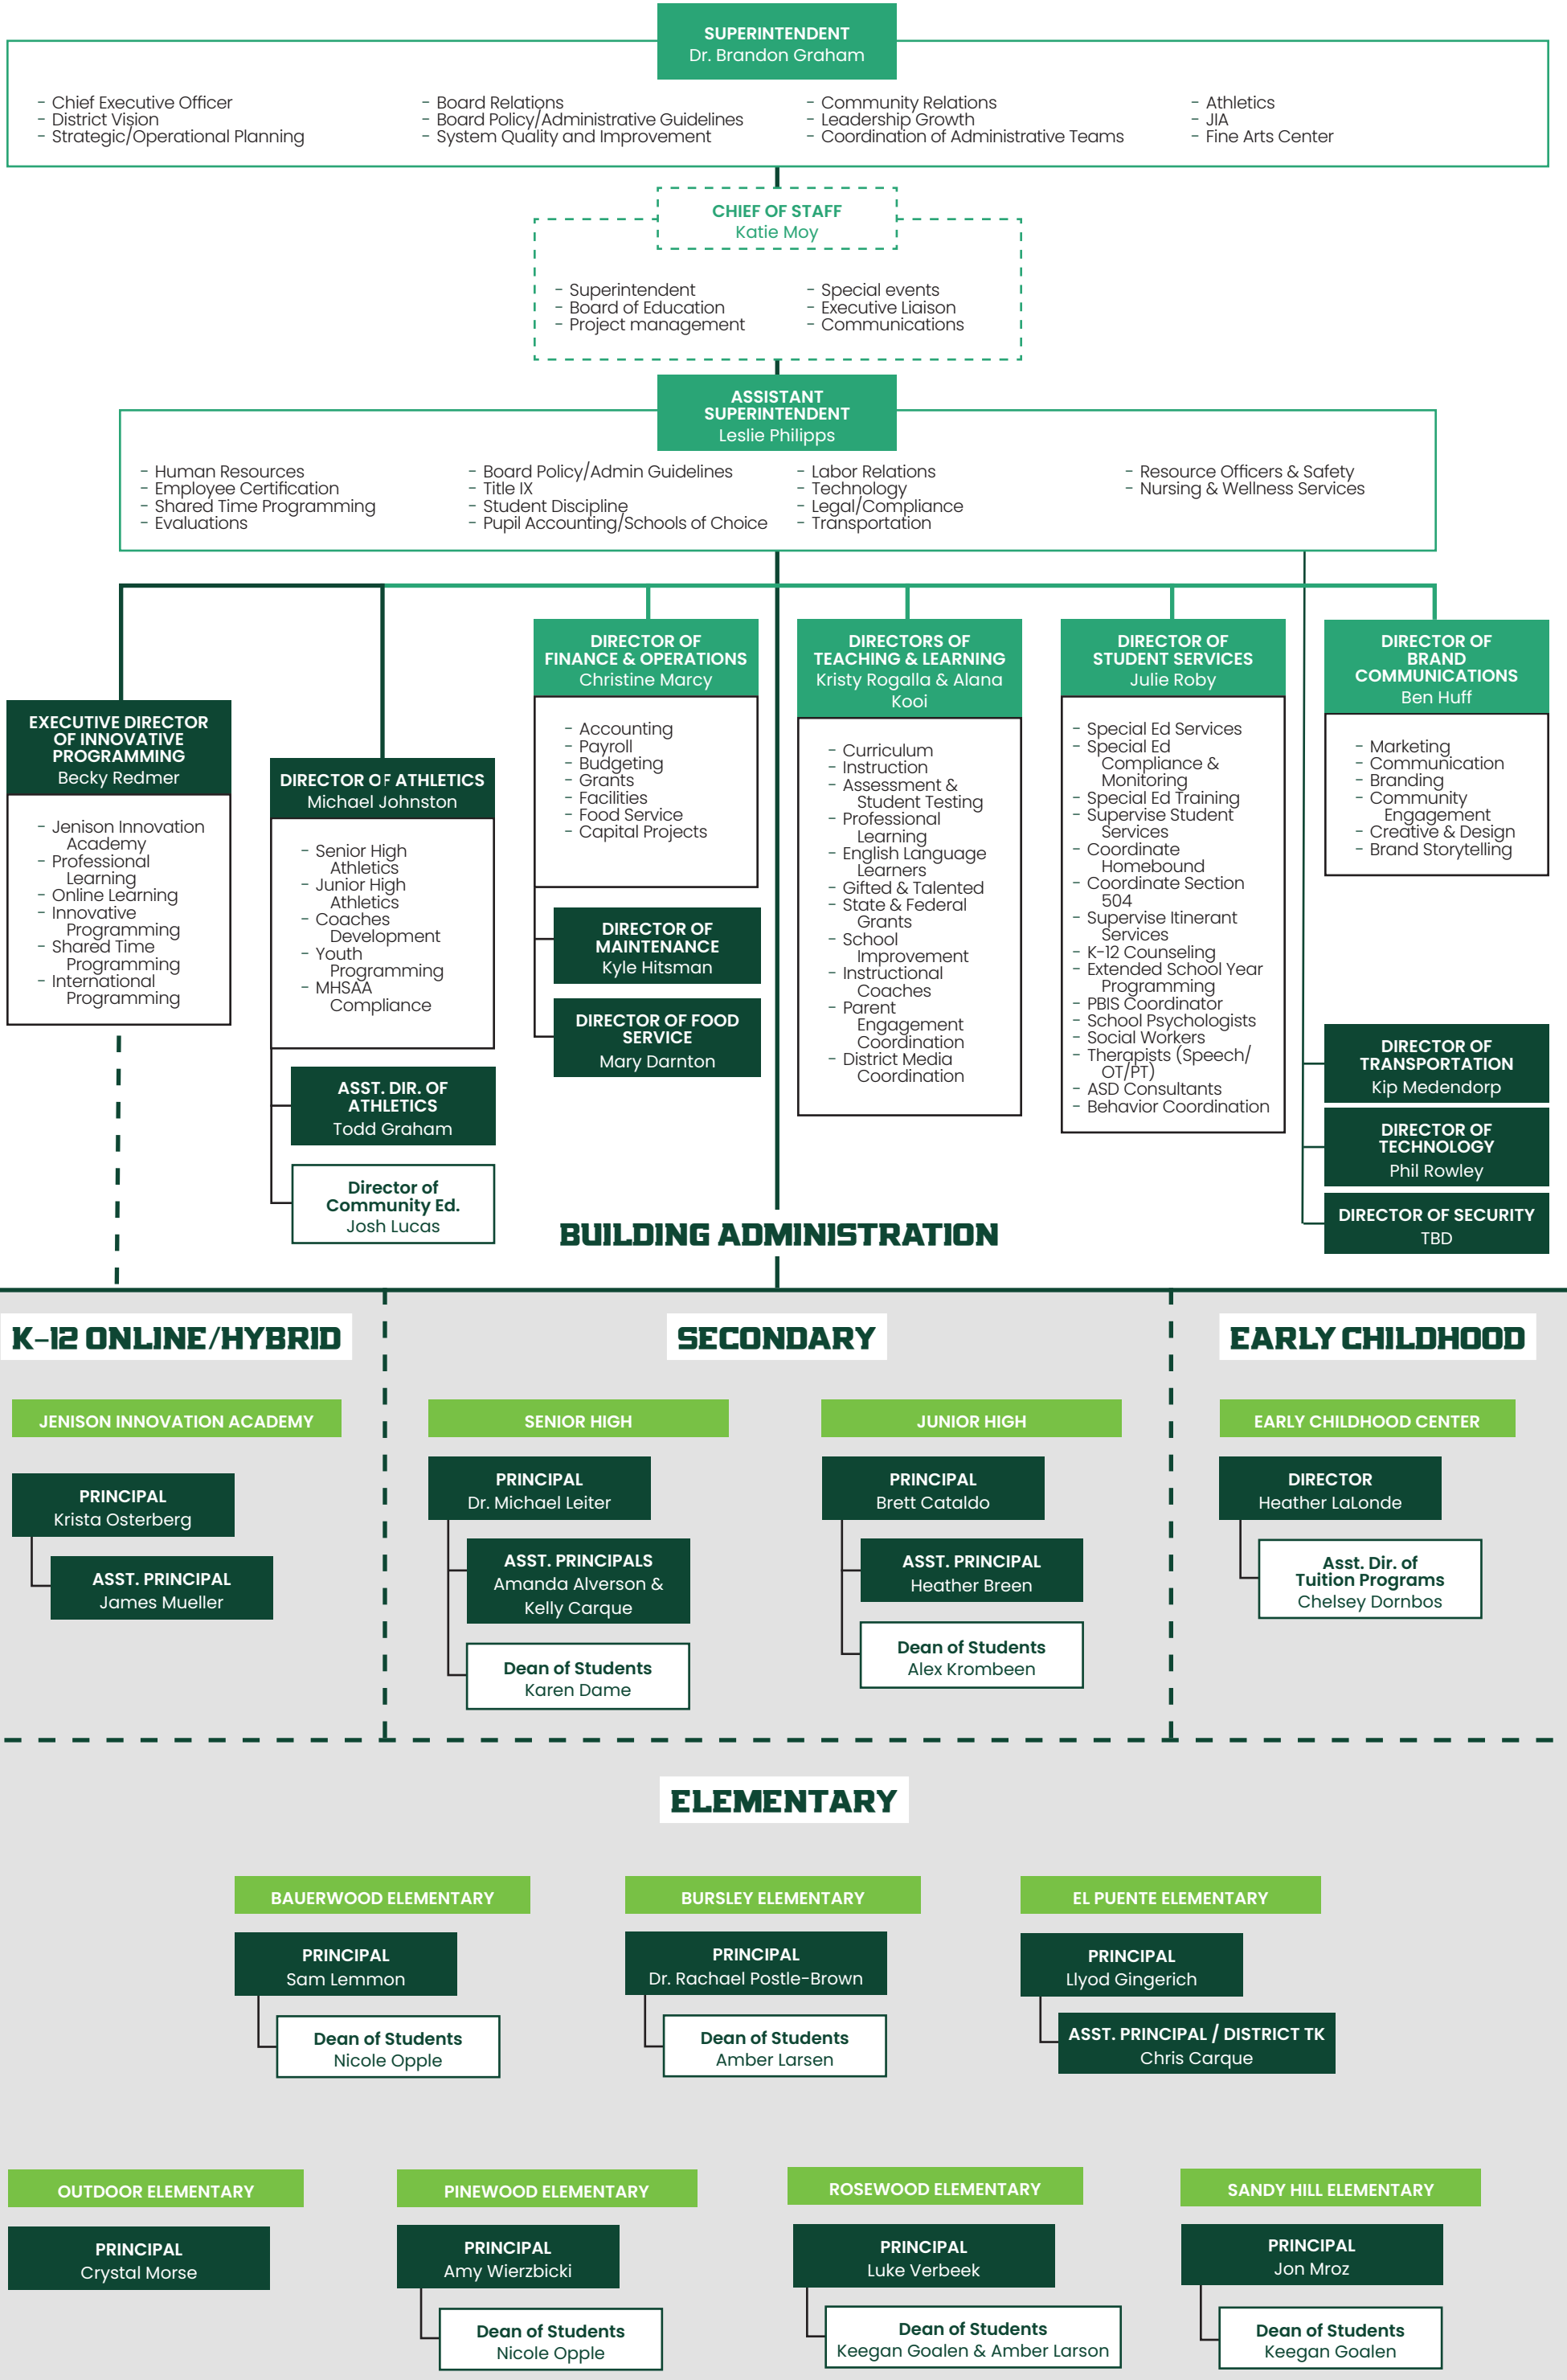 SUPERINTENDENT
Dr. Brandon Graham
- Chief Executive Officer
- District Vision
- Strategic/Operational Planning
- Board Relations
- Board Policy/Administrative Guidelines
- System Quality and Improvement
- Community Relations
- Leadership Growth
- Coordination of Administrative Teams
- Athletics
- JIA
- Fine Arts Center
CHIEF OF STAFF
Katie Moy
- Superintendent
- Board of Education
- Project management
- Special events
- Executive Liaison
- Communications
ASSISTANT
SUPERINTENDENT
Leslie Philipps
- Human Resources
- Employee Certification
- Shared Time Programming
- Evaluations
- Board Policy/Admin Guidelines
- Title IX
- Student Discipline
- Pupil Accounting/Schools of Choice
- Labor Relations
- Technology
- Legal/Compliance
- Transportation
- Resource Officers & Safety
- Nursing & Wellness Services
EXECUTIVE DIRECTOR
OF INNOVATIVE
PROGRAMMING
Becky Redmer
- Jenison Innovation
Academy
- Professional
Learning
- Online Learning
- Innovative
Programming
- Shared Time
Programming
- International
Programming
DIRECTOR OF ATHLETICS
Michael Johnston
- Senior High
Athletics
- Junior High
Athletics
- Coaches
Development
- Youth
Programming
- MHSAA
Compliance
ASST. DIR. OF
ATHLETICS
Todd Graham
Director of
Community Ed.
Josh Lucas
DIRECTOR OF
FINANCE & OPERATIONS
Christine Marcy
- Accounting
- Payroll
- Budgeting
- Grants
- Facilities
- Food Service
- Capital Projects
DIRECTOR OF
MAINTENANCE
Kyle Hitsman
DIRECTOR OF FOOD
SERVICE
Mary Darnton
DIRECTORS OF
TEACHING & LEARNING
Kristy Rogalla & Alana
Kooi
- Curriculum
- Instruction
- Assessment &
Student Testing
- Professional
Learning
- English Language
Learners
- Gifted & Talented
- State & Federal
Grants
- School
Improvement
- Instructional
Coaches
- Parent
Engagement
Coordination
- District Media
Coordination
DIRECTOR OF
STUDENT SERVICES
Julie Roby
- Special Ed Services
- Special Ed
Compliance &
Monitoring
- Special Ed Training
- Supervise Student
Services
- Coordinate
Homebound
- Coordinate Section
504
- Supervise Itinerant
Services
- K-12 Counseling
- Extended School Year
Programming
- PBIS Coordinator
- School Psychologists
- Social Workers
- Therapists (Speech/
OT/PT)
- ASD Consultants
- Behavior Coordination
DIRECTOR OF
BRAND
COMMUNICATIONS
Ben Huff
- Marketing
- Communication
- Branding
- Community
Engagement
- Creative & Design
- Brand Storytelling
DIRECTOR OF
TRANSPORTATION
Kip Medendorp
DIRECTOR OF
TECHNOLOGY
Phil Rowley
DIRECTOR OF SECURITY
TBD
BUILDING ADMINISTRATION
K-12 ONLINE/HYBRID
JENISON INNOVATION ACADEMY
PRINCIPAL
Krista Osterberg
ASST. PRINCIPAL
James Mueller
SECONDARY
SENIOR HIGH
PRINCIPAL
Dr. Michael Leiter
ASST. PRINCIPALS
Amanda Alverson &
Kelly Carque
Dean of Students
Karen Dame
JUNIOR HIGH
PRINCIPAL
Brett Cataldo
ASST. PRINCIPAL
Heather Breen
Dean of Students
Alex Krombeen
EARLY CHILDHOOD
EARLY CHILDHOOD CENTER
DIRECTOR
Heather LaLonde
Asst. Dir. of
Tuition Programs
Chelsey Dornbos
ELEMENTARY
BAUERWOOD ELEMENTARY
PRINCIPAL
Sam Lemmon
Dean of Students
Nicole Opple
BURSLEY ELEMENTARY
PRINCIPAL
Dr. Rachael Postle-Brown
Dean of Students
Amber Larsen
EL PUENTE ELEMENTARY
PRINCIPAL
Llyod Gingerich
ASST. PRINCIPAL / DISTRICT TK
Chris Carque
OUTDOOR ELEMENTARY
PRINCIPAL
Crystal Morse
PINEWOOD ELEMENTARY
PRINCIPAL
Amy Wierzbicki
Dean of Students
Nicole Opple
ROSEWOOD ELEMENTARY
PRINCIPAL
Luke Verbeek
Dean of Students
Keegan Goalen & Amber Larson
SANDY HILL ELEMENTARY
PRINCIPAL
Jon Mroz
Dean of Students
Keegan Goalen